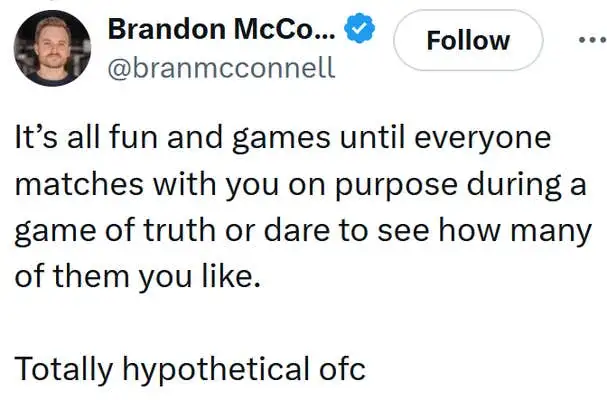 Brandon McCo...
Follow
@branmcconnell
It’s all fun and games until everyone
matches with you on purpose during a
game of truth or dare to see how many
of them you like.
Totally hypothetical ofc